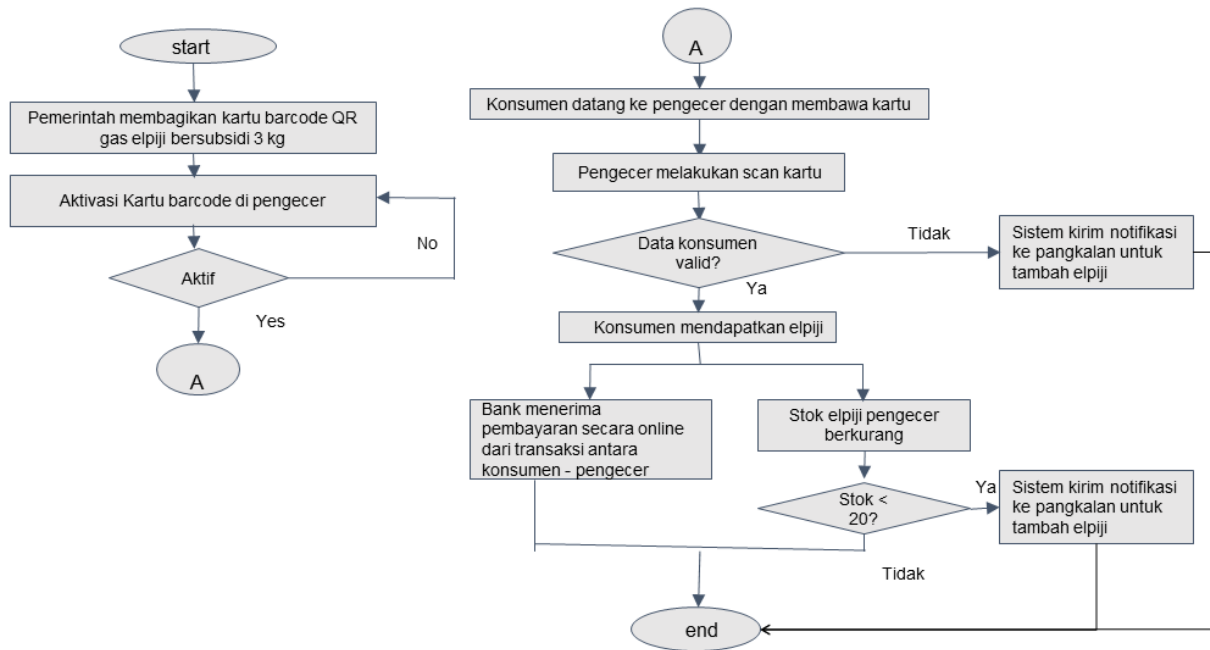 start
Pemerintah membagikan kartu barcode QR
gas elpiji bersubsidi 3 kg
Aktivasi Kartu barcode di pengecer
No
Aktif
Yes
A
A
Konsumen datang ke pengecer dengan membawa kartu
Pengecer melakukan scan kartu
Data konsumen
valid?
Tidak
Sistem kirim notifikasi
ke pangkalan untuk
tambah elpiji
Ya
Konsumen mendapatkan elpiji
Bank menerima
pembayaran secara online
dari transaksi antara
konsumen - pengecer
Stok elpiji pengecer
berkurang
Stok <
20?
Ya
Sistem kirim notifikasi
ke pangkalan untuk
tambah elpiji
Tidak
end